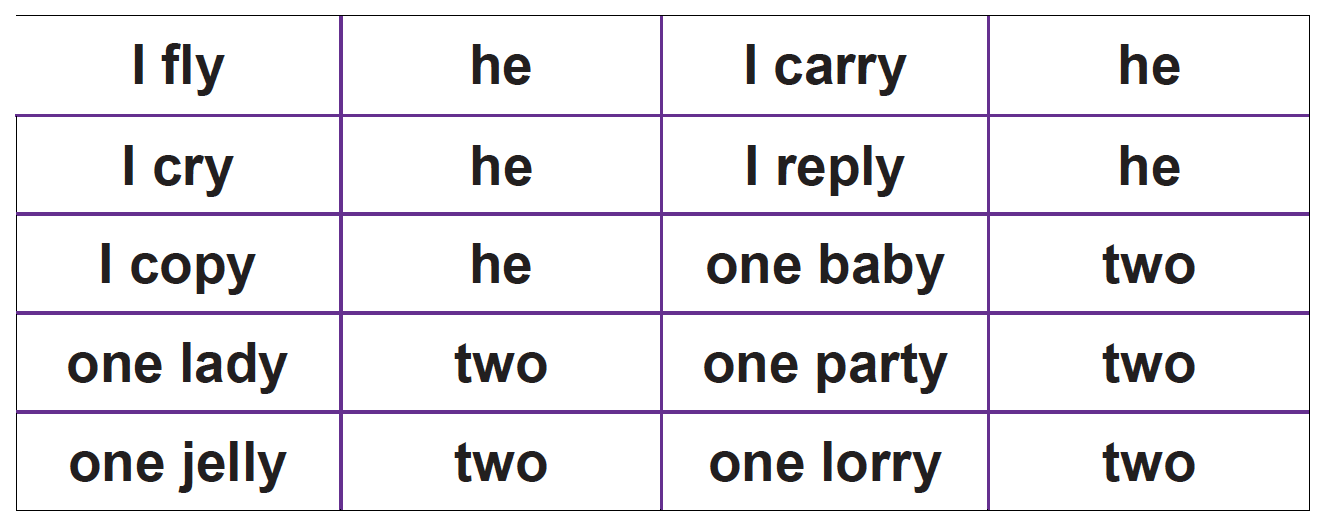 I fly he I carry he
I cry he I reply he
I copy he one baby two
one lady two one party two
one jelly two one lorry two